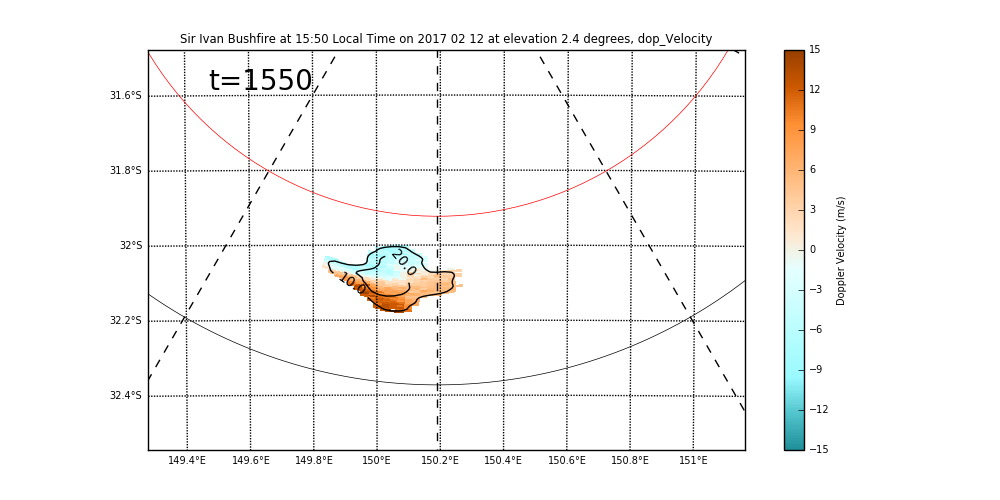 Sir Ivan Bushfire at 15:50 Local Time on 2017 02 12 at elevation 2.4 degrees, dop_Velocity
t=1550
31.6°S
31.8°S
32°S
32.2°S
32.4°S
20.0
10.0
149.4°E 149.6°E 149.8°E 150°E 150.2°E 150.4°E 150.6°E 150.8°E 151°E
15
12
9
6
3
0
−3
−6
−9
−12
−15
Doppler Velocity (m/s)